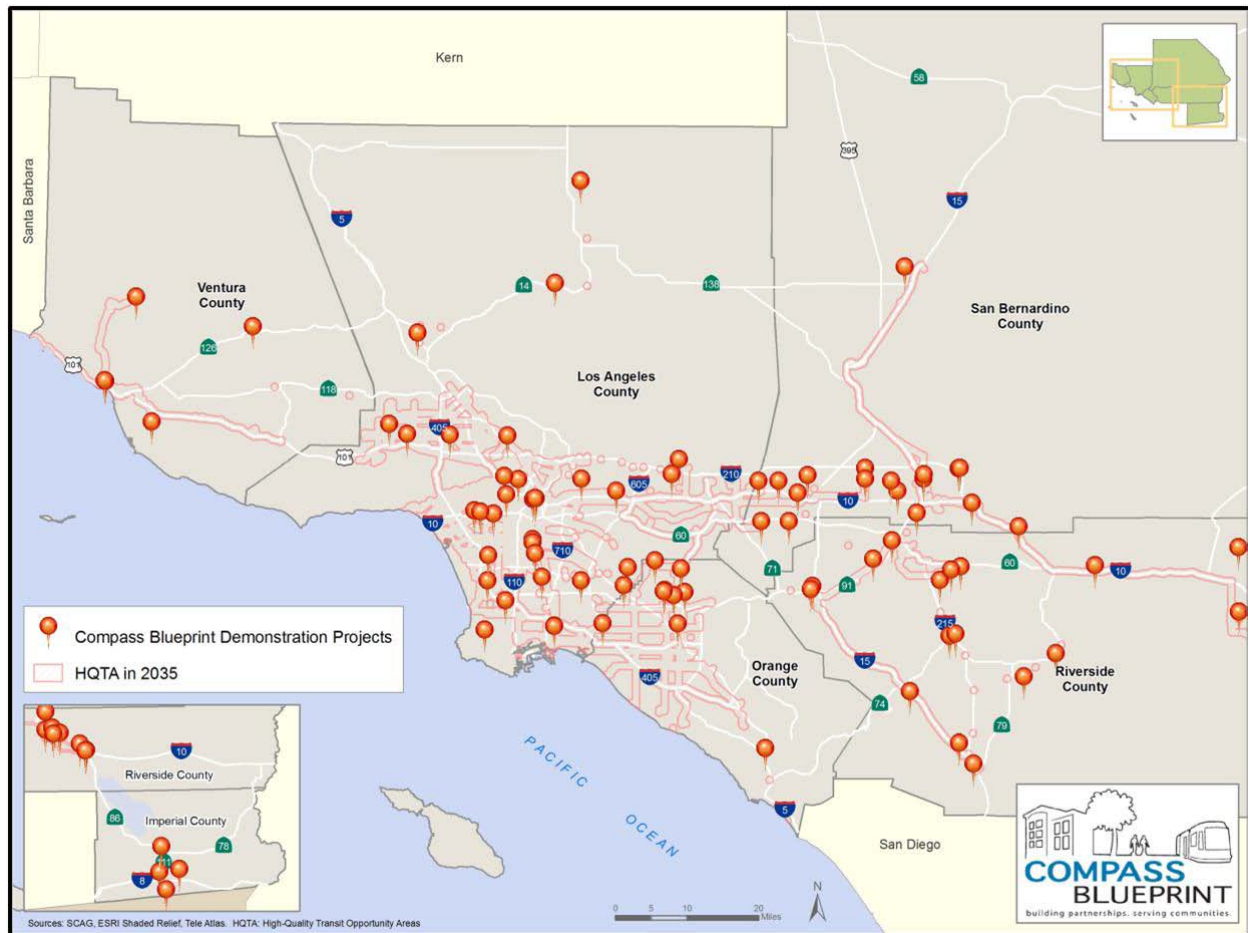 Kern
58
395
Santa Barbara
5
15
Ventura
County
14
138
San Bernardino
County
126
101
118
Los Angeles
County
405
101
210
605
10
10
60
710
71
60
10
110
91
215
Compass Blueprint Demonstration Projects
HQTA in 2035
15
Orange
County
Riverside
County
405
74
79
PACIFIC
OCEAN
5
10
Riverside County
86
Imperial County
78
111
8
San Diego
N
0 5 10 20
Miles
COMPASS
BLUEPRINT
building partnerships. serving communities.
Sources: SCAG, ESRI Shaded Relief, Tele Atlas. HQTA: High-Quality Transit Opportunity Areas